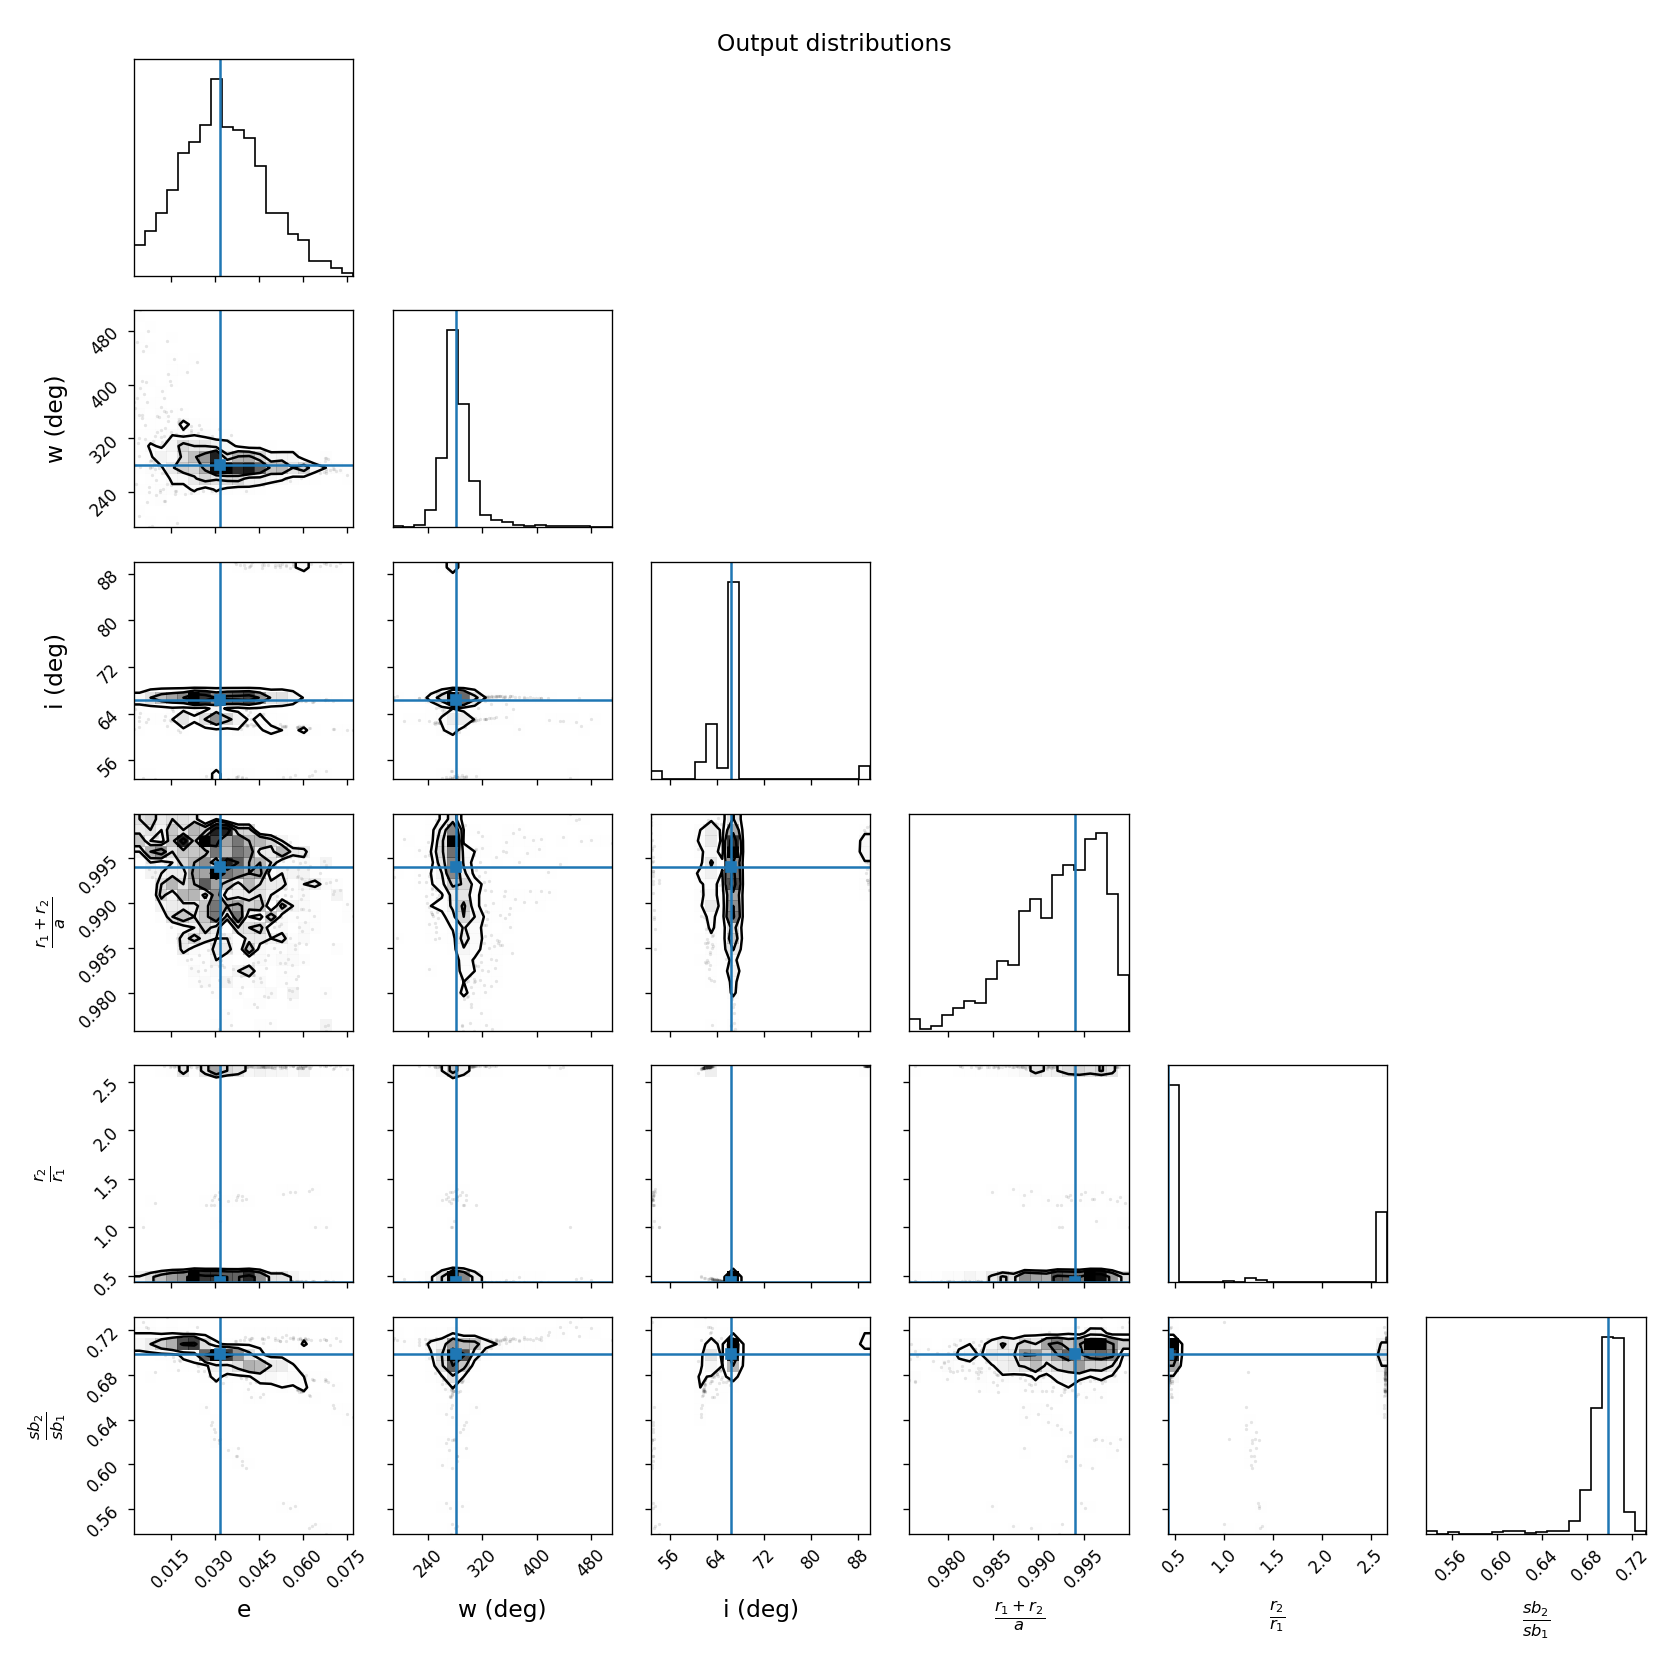 Output distributions
w (deg)
480
400
320
240
i (deg)
88
80
72
64
56
r₁ + r₂
a
0.995
0.990
0.985
0.980
r₂
r₁
2.5
2.0
1.5
1.0
0.5
sb₂
sb₁
0.72
0.68
0.64
0.60
0.56
0.015 0.030 0.045 0.060 0.075 240 320 400 480 56 64 72 80 88 0.980 0.985 0.990 0.995 0.5 1.0 1.5 2.0 2.5 0.56 0.60 0.64 0.68 0.72
e w (deg) i (deg) r₁ + r₂ r₂ sb₂
a r₁ sb₁